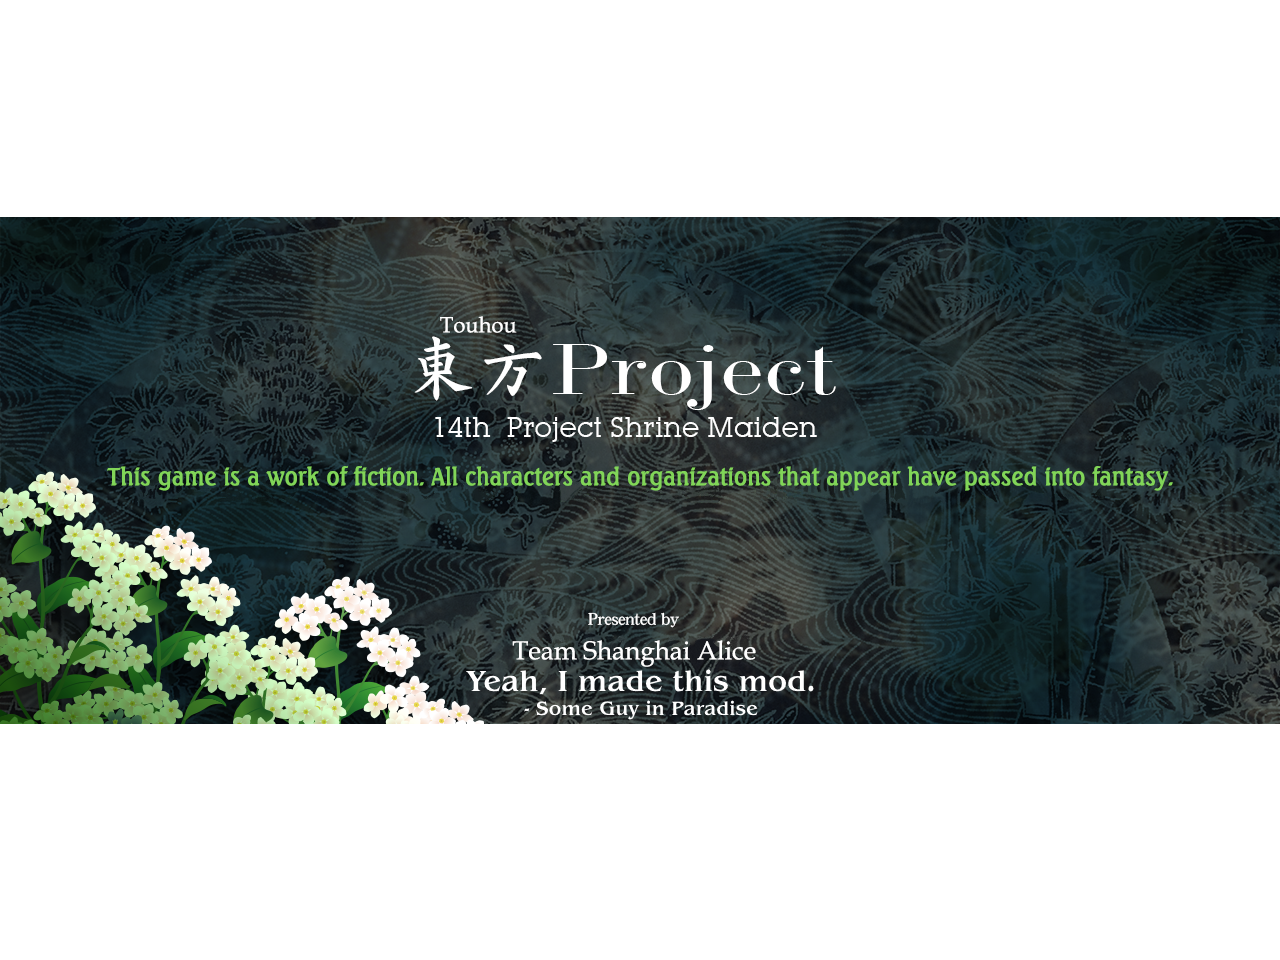 Touhou
東方Project
14th Project Shrine Maiden
This game is a work of fiction. All characters and organizations that appear have passed into fantasy.
Presented by
Team Shanghai Alice
Yeah, I made this mod.
- Some Guy in Paradise